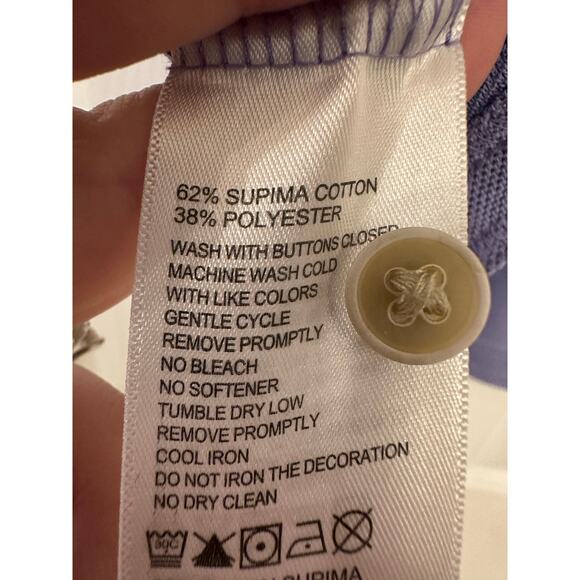 62% SUPIMA COTTON
38% POLYESTER
WASH WITH BUTTONS CLOSED
MACHINE WASH COLD
WITH LIKE COLORS
GENTLE CYCLE
REMOVE PROMPTLY
NO BLEACH
NO SOFTENER
TUMBLE DRY LOW
REMOVE PROMPTLY
COOL IRON
DO NOT IRON THE DECORATION
NO DRY CLEAN
SUPIMA